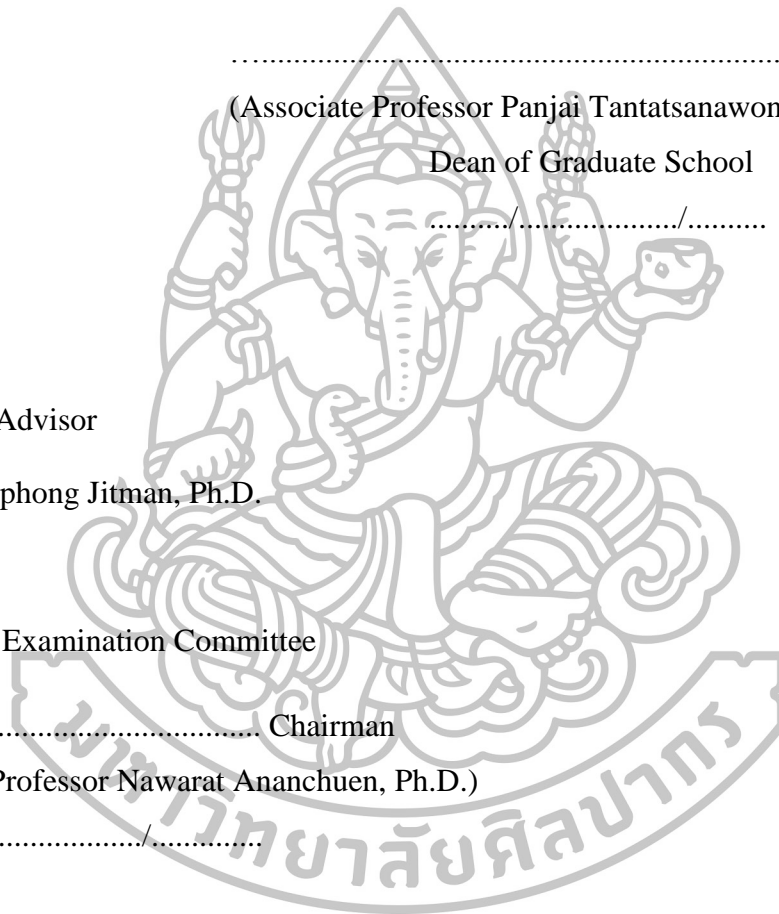 …..................................................................
(Associate Professor Panjai Tantatsanawon
Dean of Graduate School
........../..................../..........
Advisor
phong Jitman, Ph.D.
Examination Committee
................................. Chairman
Professor Nawarat Ananchuen, Ph.D.)
.................../..............
มหาวิทยาลัยศิลปากร